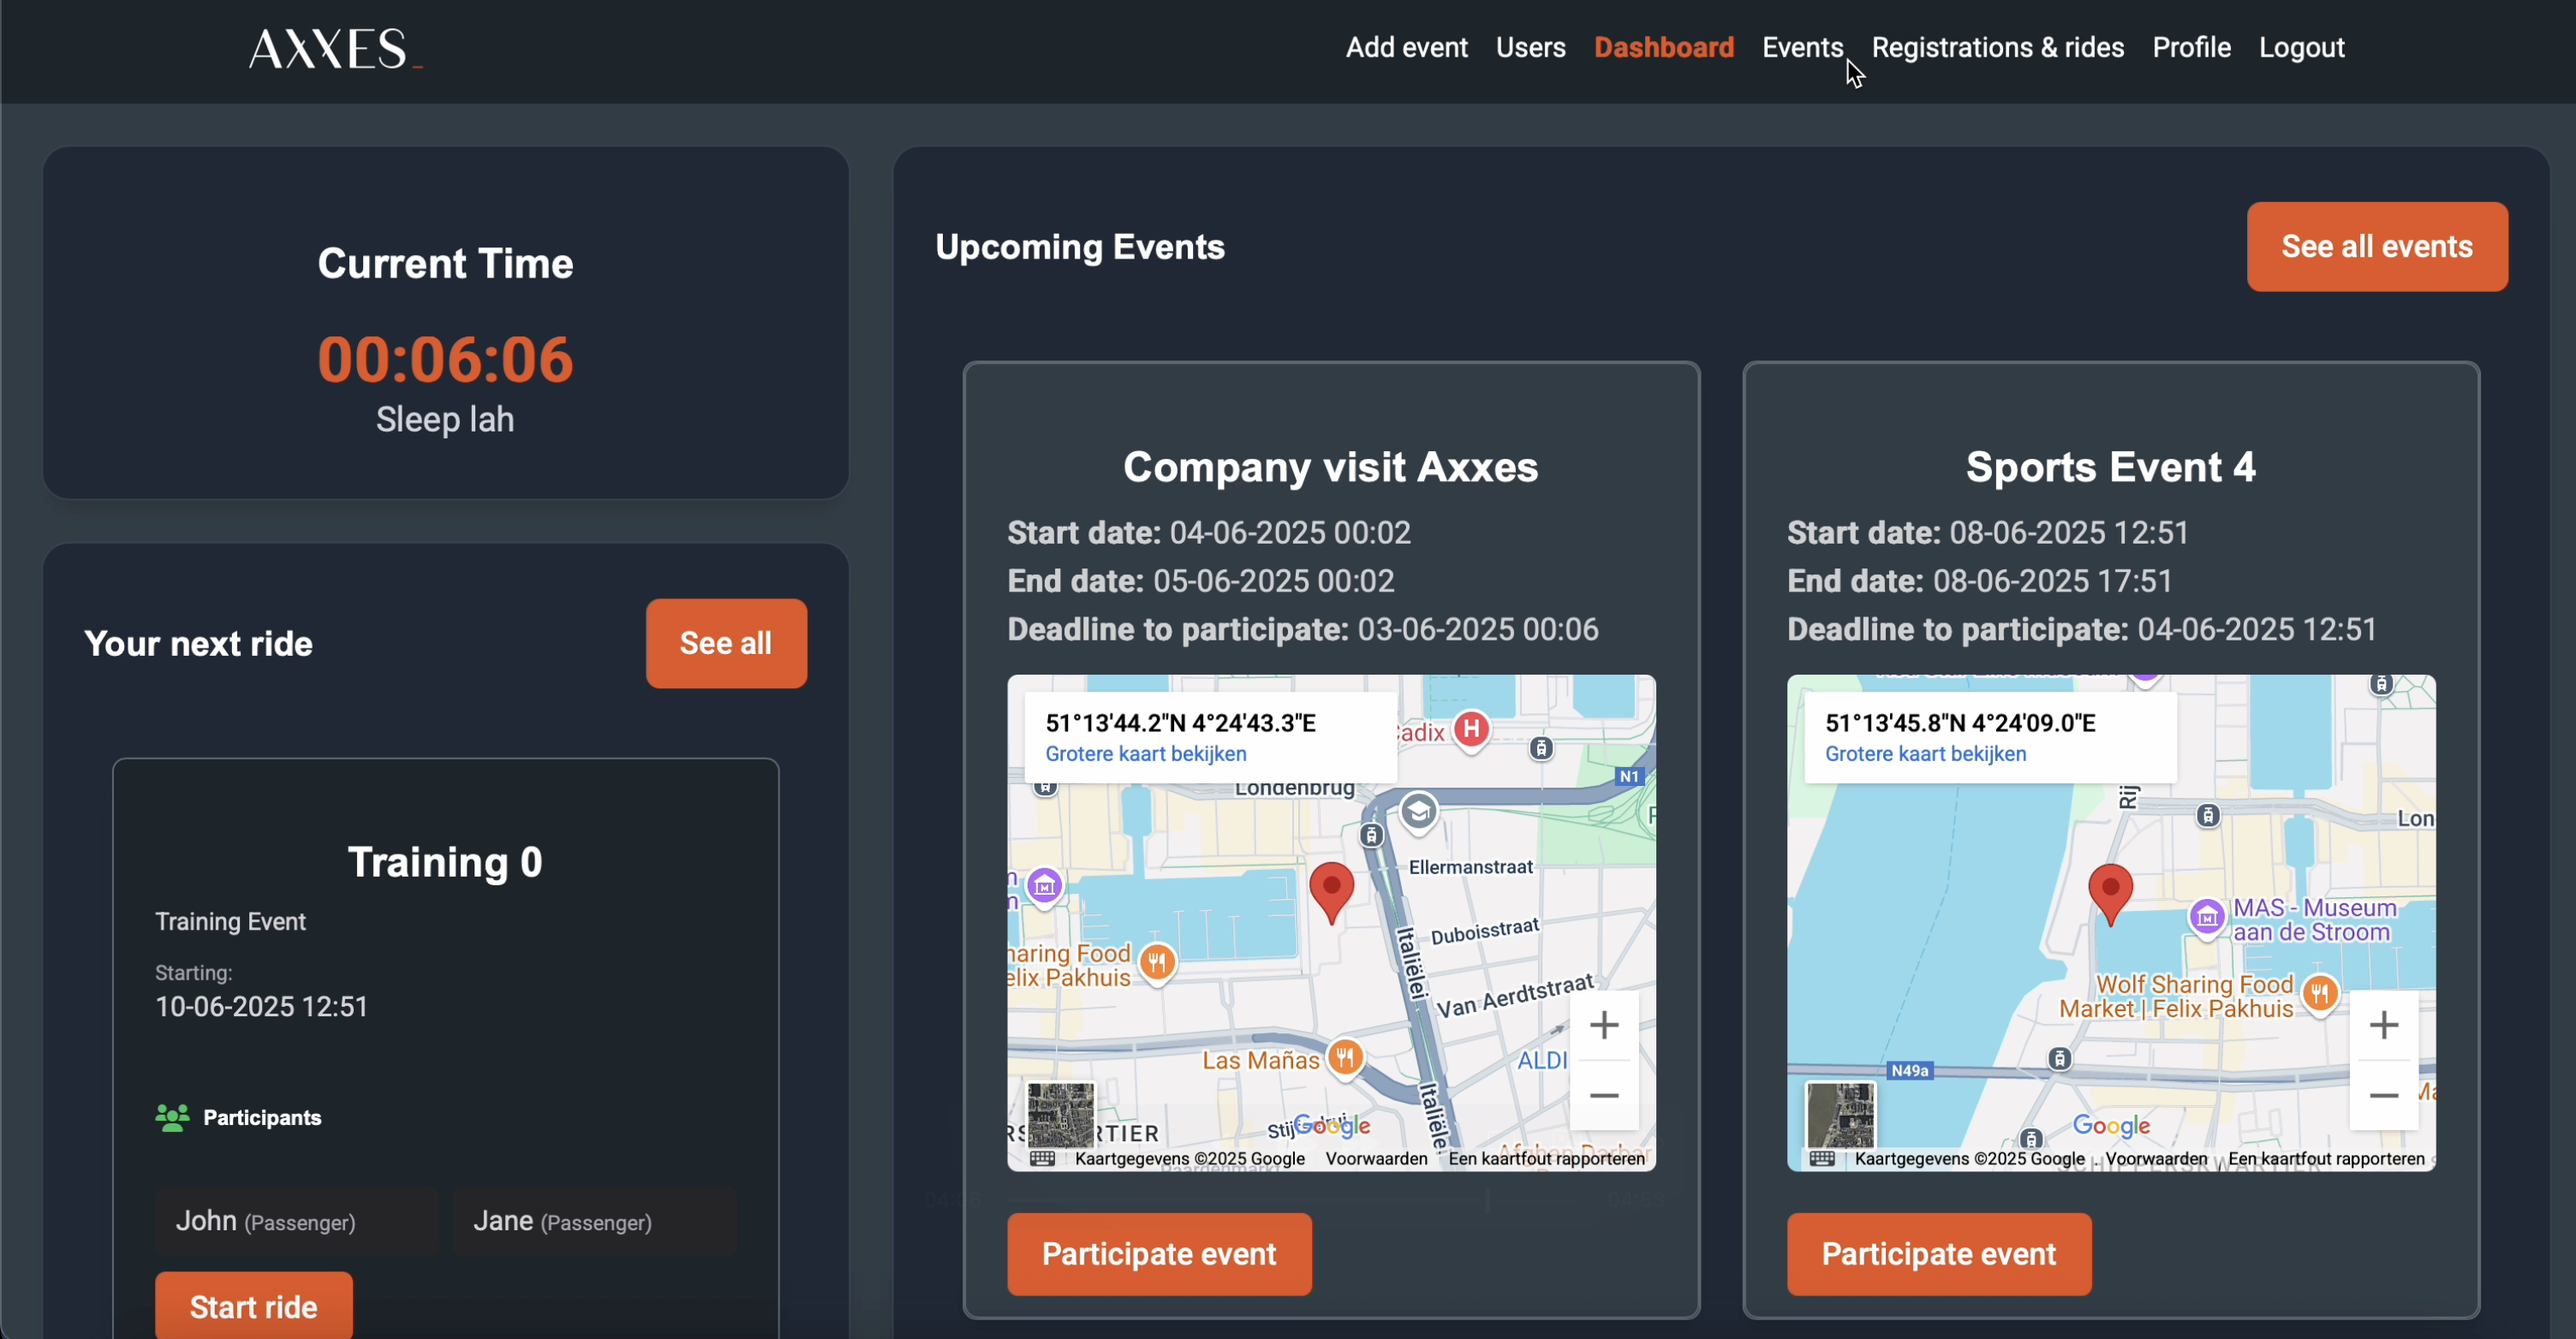 AXXES_
Add event Users Dashboard Events Registrations & rides Profile Logout
Current Time
00:06:06
Sleep lah
Your next ride
See all
Training 0
Training Event
Starting:
10-06-2025 12:51
Participants
John (Passenger)
Jane (Passenger)
Start ride
Upcoming Events
See all events
Company visit Axxes
Start date: 04-06-2025 00:02
End date: 05-06-2025 00:02
Deadline to participate: 03-06-2025 00:06
51°13'44.2"N 4°24'43.3"E
Grotere kaart bekijken
adix
H
N1
Londenbrug
Ellermanstraat
Duboisstraat
Italiëlei
Van Aerdtstraat
haring Food
elix Pakhuis
Las Mañas
ALDI
Italiëlei
RTIER
Google
Kaartgegevens ©2025 Google
Voorwaarden
Een kaartfout rapporteren
Participate event
Sports Event 4
Start date: 08-06-2025 12:51
End date: 08-06-2025 17:51
Deadline to participate: 04-06-2025 12:51
51°13'45.8"N 4°24'09.0"E
Grotere kaart bekijken
Rij
Lon
MAS - Museum
aan de Stroom
Wolf Sharing Food
Market | Felix Pakhuis
N49a
Google
Kaartgegevens ©2025 Google
Voorwaarden
Een kaartfout rapporteren
Participate event